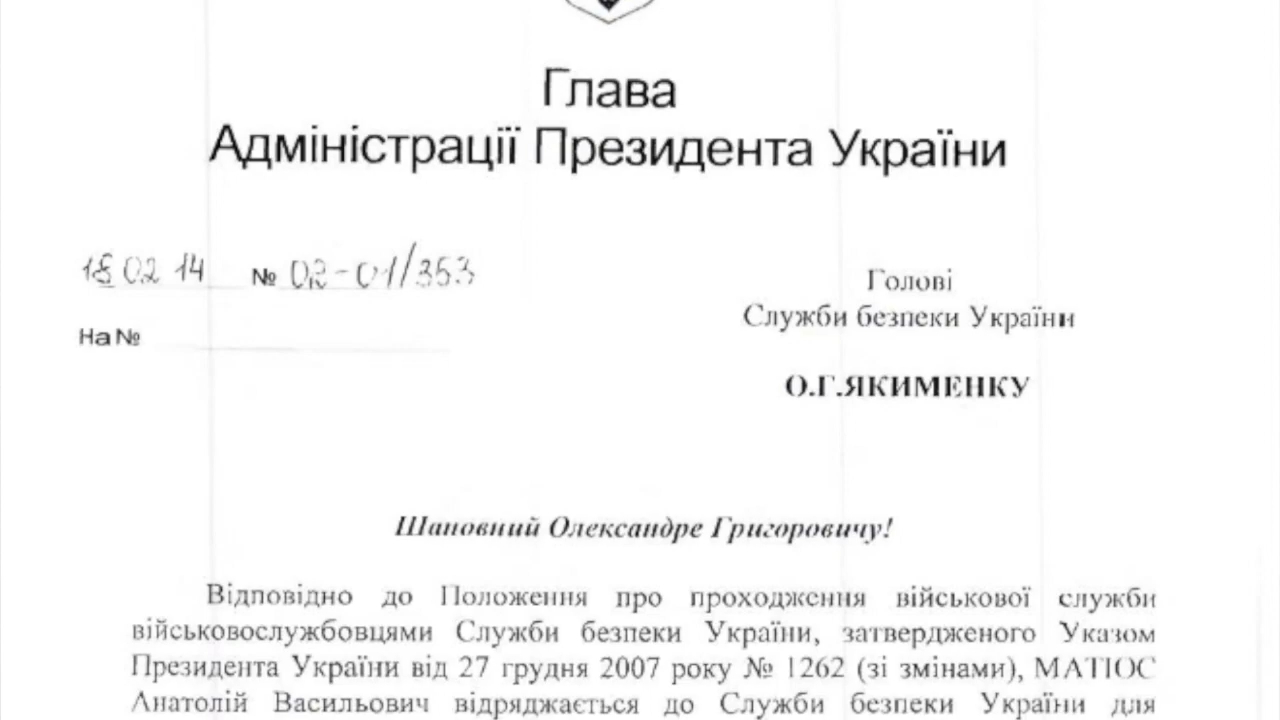 Глава
Адміністрації Президента України
18 02 14 № 02-01/353
На №
Голові
Служби безпеки України
О.Г.ЯКИМЕНКУ
Шановний Олександре Григоровичу!
Відповідно до Положення про проходження військової служби
військовослужбовцями Служби безпеки України, затвердженого Указом
Президента України від 27 грудня 2007 року № 1262 (зі змінами), МАТІОС
Анатолій Васильович відряджається до Служби безпеки України для